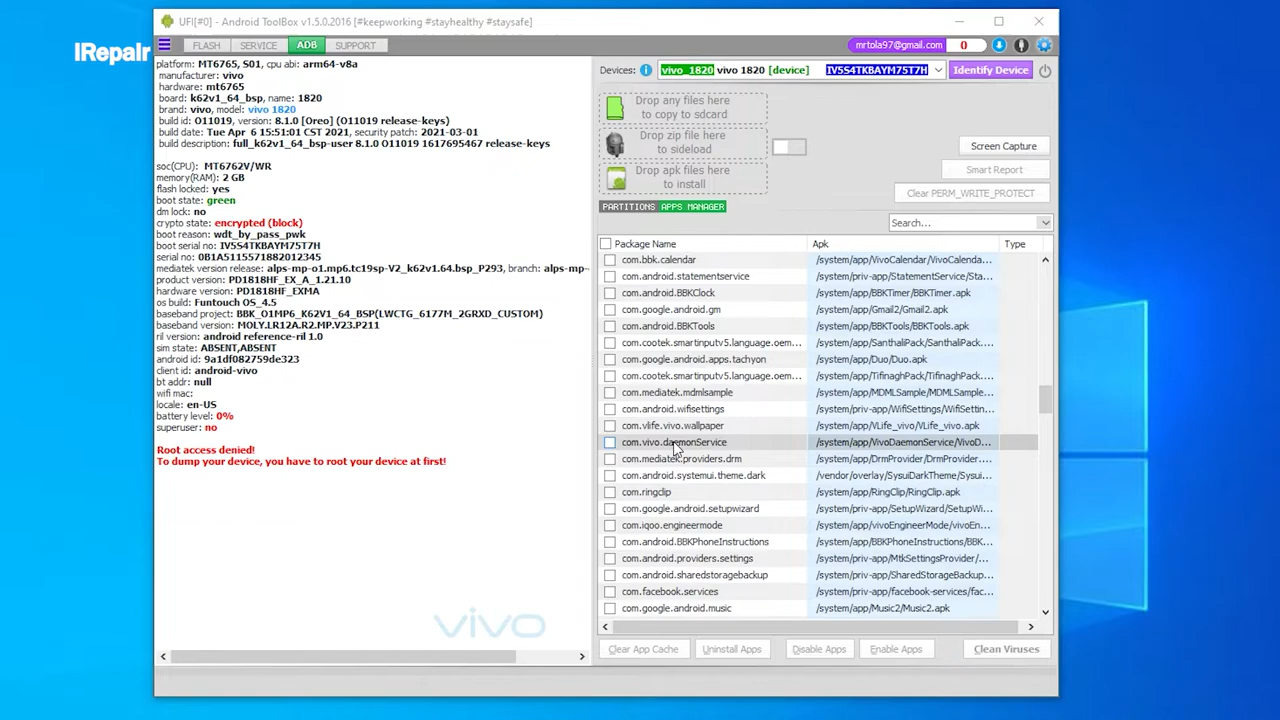 UFI[#0] - Android ToolBox v1.5.0.2016 [#keepworking #stayhealthy #staysafe]
IRepair
FLASH SERVICE ADB SUPPORT
mrtola97@gmail.com 0
platform: MT6765, S01, cpu abi: arm64-v8a
manufacturer: vivo
hardware: mt6765
board: k62v1_64_bsp, name: 1820
brand: vivo, model: vivo 1820
build id: O11019, version: 8.1.0 [Oreo] (O11019 release-keys)
build date: Tue Apr 6 15:51:01 CST 2021, security patch: 2021-03-01
build description: full_k62v1_64_bsp-user 8.1.0 O11019 1617695467 release-keys
soc(CPU): MT6762V/WR
memory(RAM): 2 GB
flash locked: yes
boot state: green
dm lock: no
crypto state: encrypted (block)
boot reason: wdt_by_pass_pwk
boot serial no: IV5S4TKBAYM75T7H
serial no: 0B1A5115571882012345
mediatek version release: alps-mp-o1.mp6.tc19sp-V2_k62v1.64.bsp_P293, branch: alps-mp-
product version: PD1818HF_EX_A_1.21.10
hardware version: PD1818HF_EXMA
os build: Funtouch OS_4.5
baseband project: BBK_O1MP6_K62V1_64_BSP(LWCTG_6177M_2GRXD_CUSTOM)
baseband version: MOLY.LR12A.R2.MP.V23.P211
ril version: android reference-ril 1.0
sim state: ABSENT,ABSENT
android id: 9a1df082759de323
client id: android-vivo
bt addr: null
wifi mac:
locale: en-US
battery level: 0%
superuser: no
Root access denied!
To dump your device, you have to root your device at first!
vivo
Devices: vivo_1820 vivo 1820 [device] IV5S4TKBAYM75T7H Identify Device
Drop any files here
to copy to sdcard
Drop zip file here
to sideload
Drop apk files here
to install
Screen Capture
Smart Report
Clear PERM_WRITE_PROTECT
PARTITIONS APPS MANAGER
Search...
Package Name Apk Type
com.bbk.calendar /system/app/VivoCalendar/VivoCalenda...
com.android.statementservice /system/priv-app/StatementService/Sta...
com.android.BBKClock /system/app/BBKTimer/BBKTimer.apk
com.google.android.gm /system/app/Gmail2/Gmail2.apk
com.android.BBKTools /system/app/BBKTools/BBKTools.apk
com.cootek.smartinputv5.language.oem... /system/app/SanthaliPack/SanthaliPack....
com.google.android.apps.tachyon /system/app/Duo/Duo.apk
com.cootek.smartinputv5.language.oem... /system/app/TifinaghPack/TifinaghPack....
com.mediatek.mdmlsample /system/app/MDMLSample/MDMLSample...
com.android.wifisettings /system/priv-app/WifiSettings/WifiSettin...
com.vlife.vivo.wallpaper /system/app/VLife_vivo/VLife_vivo.apk
com.vivo.daemonService /system/app/VivoDaemonService/VivoD...
com.mediatek.providers.drm /system/app/DrmProvider/DrmProvider....
com.android.systemui.theme.dark /vendor/overlay/SysuiDarkTheme/Sysui...
com.ringclip /system/app/RingClip/RingClip.apk
com.google.android.setupwizard /system/priv-app/SetupWizard/SetupWi...
com.iqoo.engineermode /system/app/vivoEngineerMode/vivoEn...
com.android.BBKPhoneInstructions /system/app/BBKPhoneInstructions/BBK...
com.android.providers.settings /system/priv-app/MtkSettingsProvider/...
com.android.sharedstoragebackup /system/priv-app/SharedStorageBackup...
com.facebook.services /system/priv-app/facebook-services/fac...
com.google.android.music /system/app/Music2/Music2.apk
Clear App Cache Uninstall Apps Disable Apps Enable Apps Clean Viruses